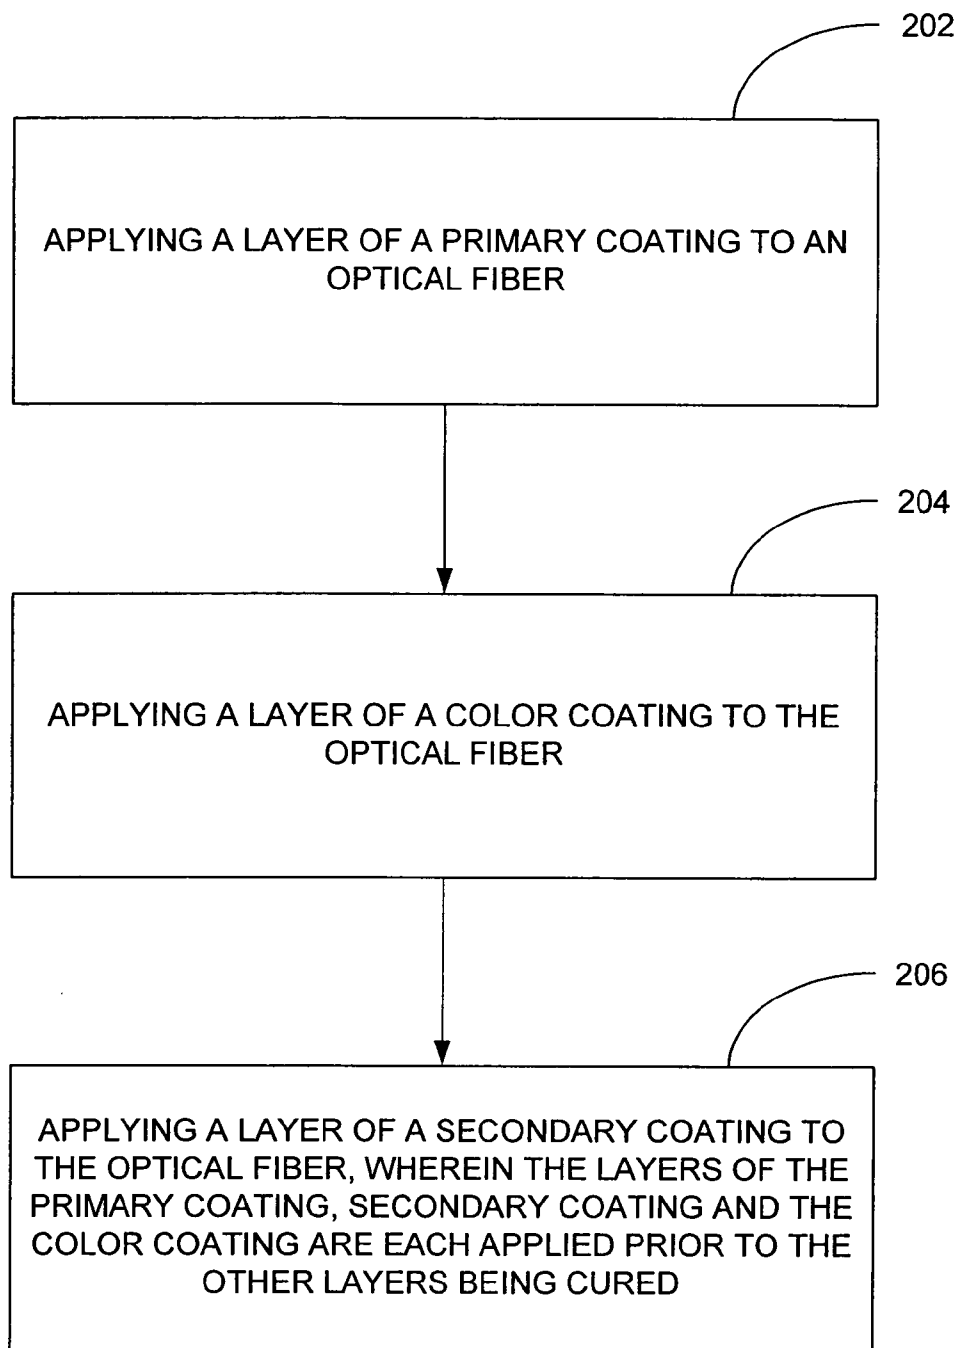 202
APPLYING A LAYER OF A PRIMARY COATING TO AN
OPTICAL FIBER
204
APPLYING A LAYER OF A COLOR COATING TO THE
OPTICAL FIBER
206
APPLYING A LAYER OF A SECONDARY COATING TO
THE OPTICAL FIBER, WHEREIN THE LAYERS OF THE
PRIMARY COATING, SECONDARY COATING AND THE
COLOR COATING ARE EACH APPLIED PRIOR TO THE
OTHER LAYERS BEING CURED